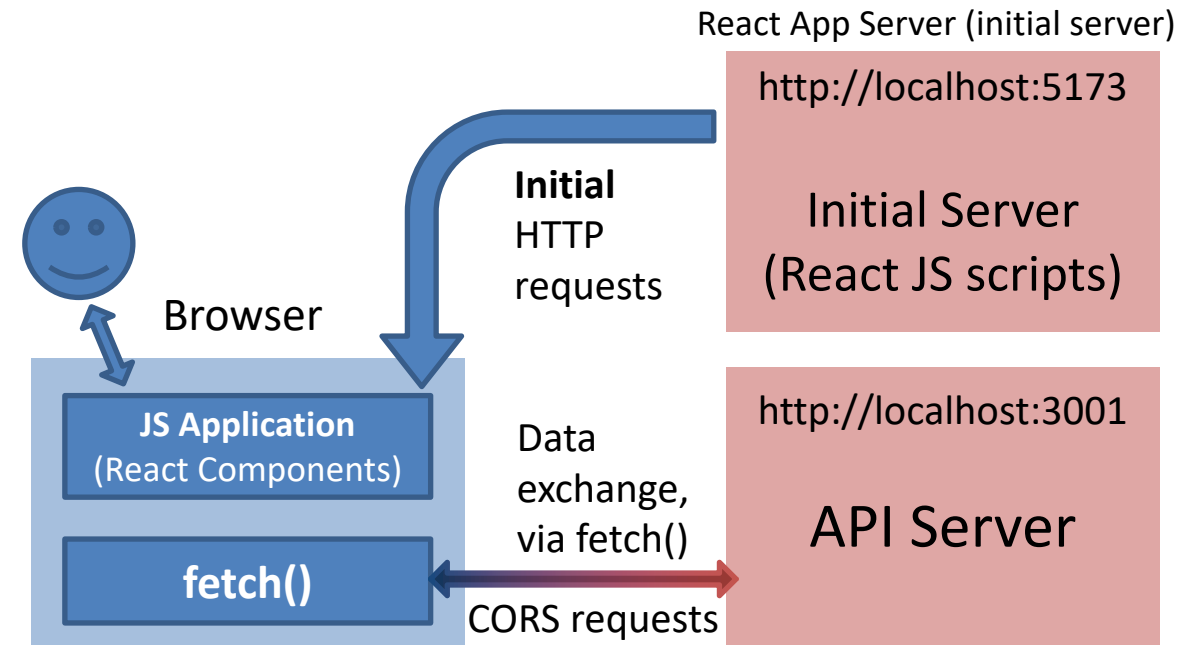 React App Server (initial server)
http://localhost:5173
Initial Server
(React JS scripts)
Initial
HTTP
requests
Browser
JS Application
(React Components)
fetch()
Data
exchange,
via fetch()
CORS requests
http://localhost:3001
API Server